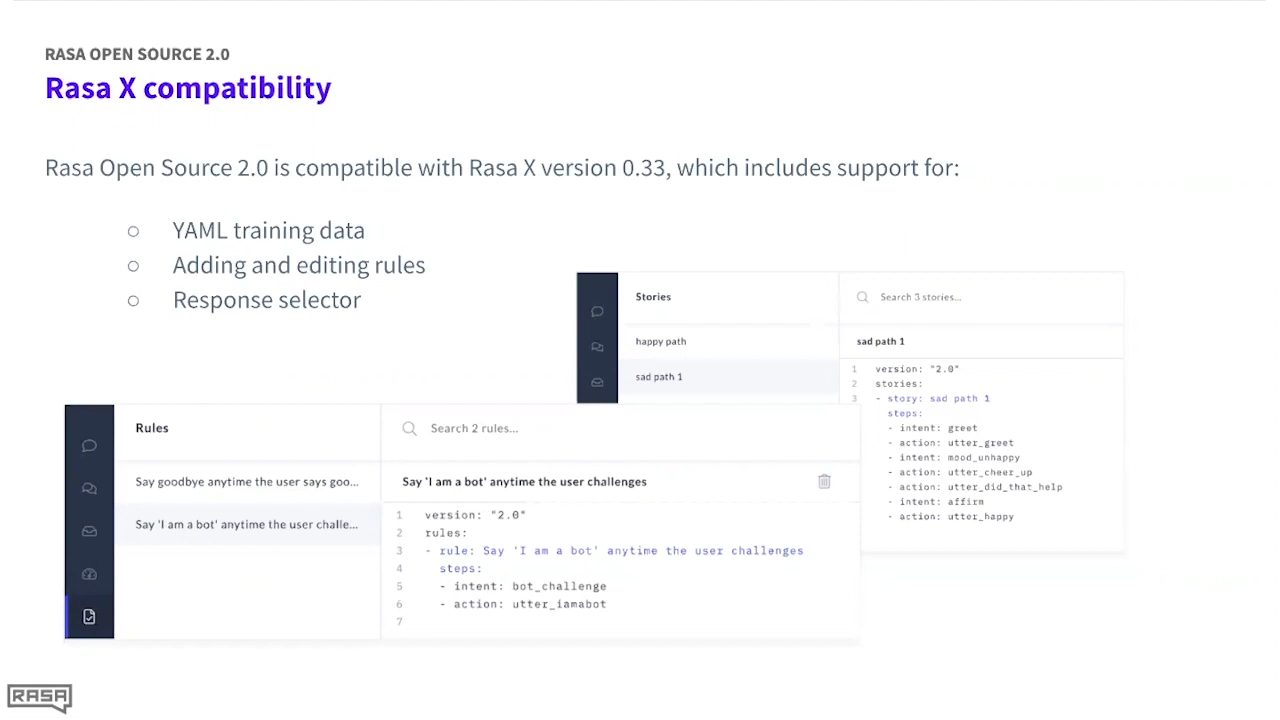 RASA OPEN SOURCE 2.0
Rasa X compatibility
Rasa Open Source 2.0 is compatible with Rasa X version 0.33, which includes support for:
○ YAML training data
○ Adding and editing rules
○ Response selector
Stories
Search 3 stories...
happy path
sad path 1
sad path 1
1 version: "2.0"
2 stories:
3 - story: sad path 1
steps:
- intent: greet
- action: utter_greet
- intent: mood_unhappy
- action: utter_cheer_up
- action: utter_did_that_help
- intent: affirm
- action: utter_happy
Rules
Search 2 rules...
Say goodbye anytime the user says goo...
Say 'I am a bot' anytime the user challe...
Say 'I am a bot' anytime the user challenges
1 version: "2.0"
2 rules:
3 - rule: Say 'I am a bot' anytime the user challenges
4 steps:
5 - intent: bot_challenge
6 - action: utter_iamabot
7
RASA